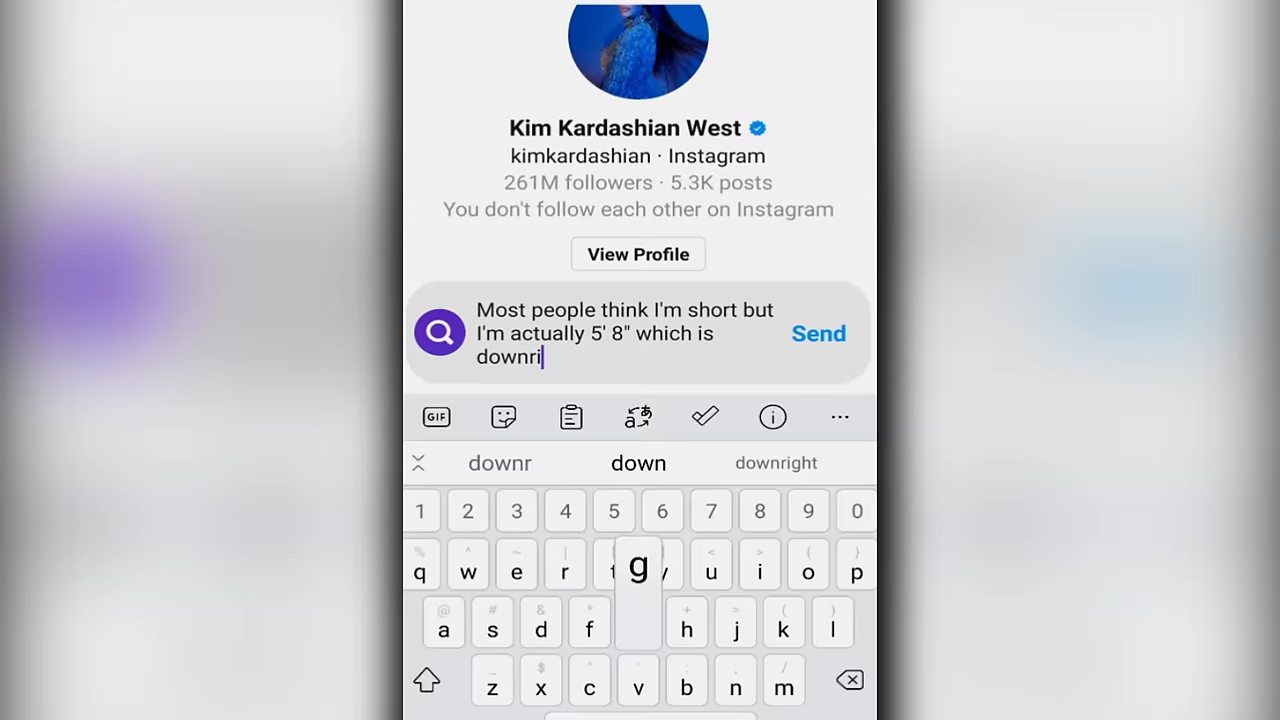 Kim Kardashian West
kimkardashian · Instagram
261M followers · 5.3K posts
You don't follow each other on Instagram
View Profile
Most people think I'm short but
I'm actually 5' 8" which is
downri
Send
GIF
downr down downright
1 2 3 4 5 6 7 8 9 0
q w e r t g y u i o p
a s d f h j k l
z x c v b n m